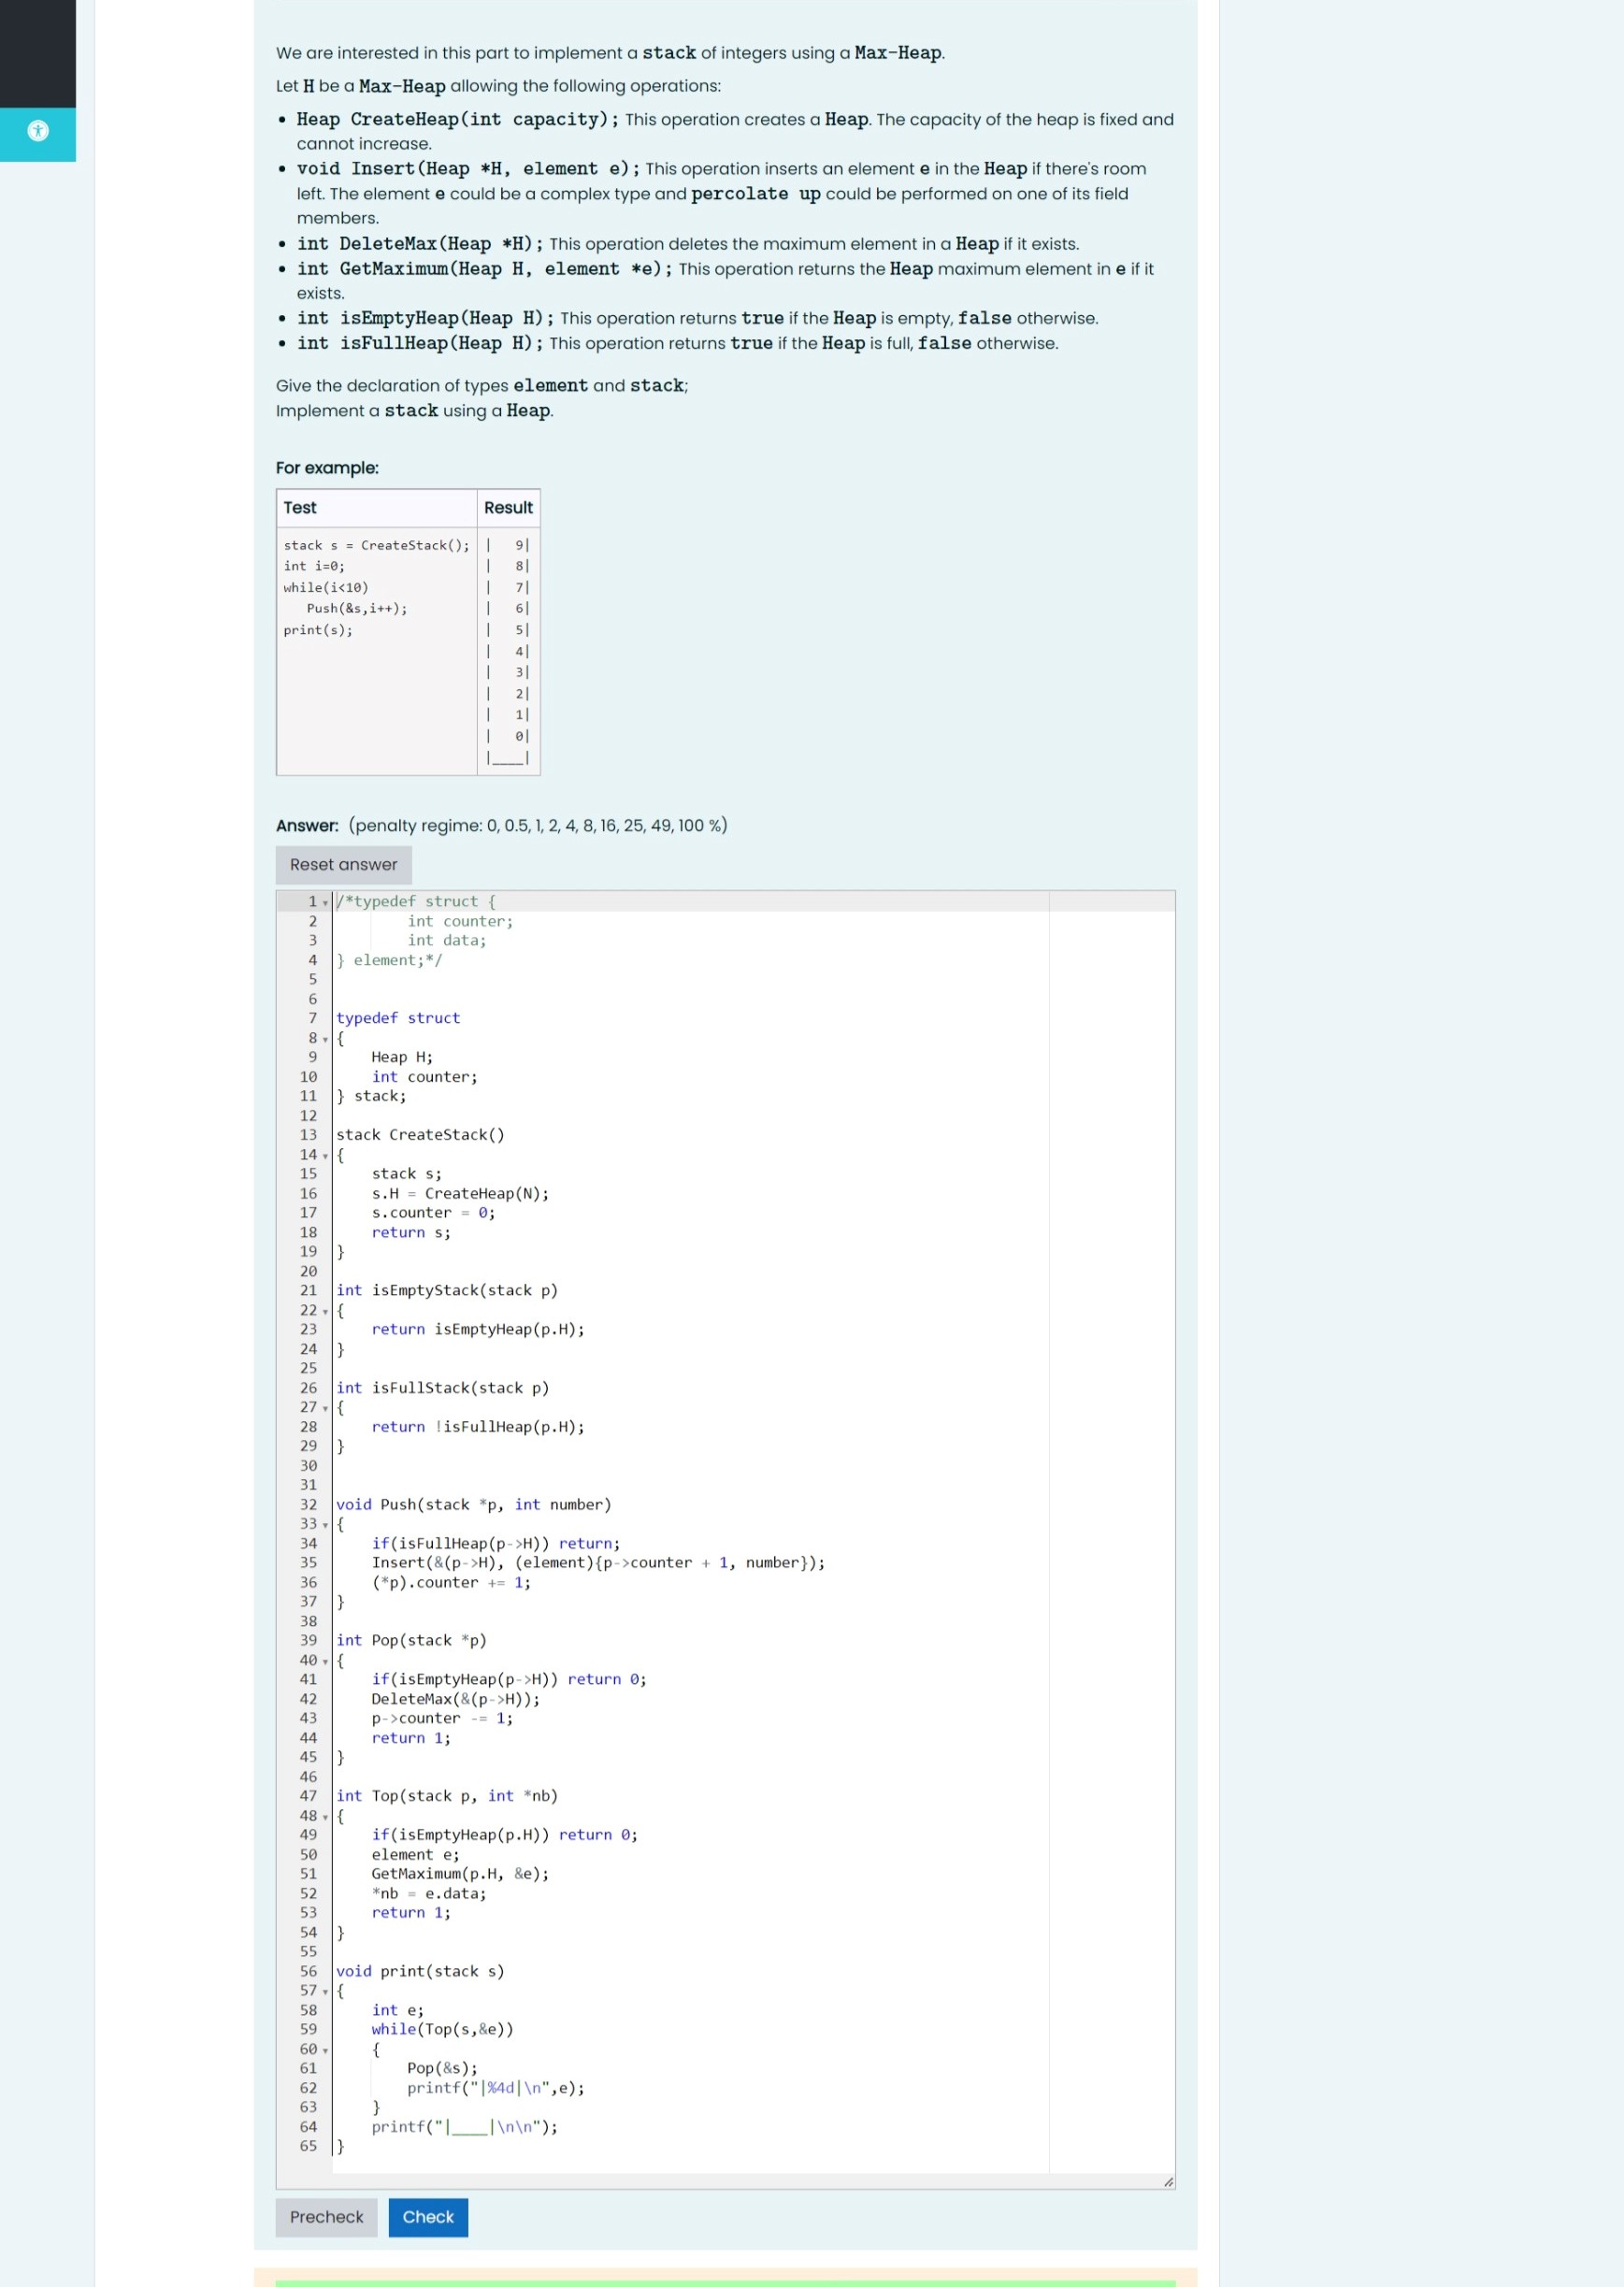 We are interested in this part to implement a stack of integers using a Max-Heap.
Let H be a Max-Heap allowing the following operations:
• Heap CreateHeap(int capacity); This operation creates a Heap. The capacity of the heap is fixed and
cannot increase.
• void Insert(Heap *H, element e); This operation inserts an element e in the Heap if there's room
left. The element e could be a complex type and percolate up could be performed on one of its field
members.
• int DeleteMax(Heap *H); This operation deletes the maximum element in a Heap if it exists.
• int GetMaximum(Heap H, element *e); This operation returns the Heap maximum element in e if it
exists.
• int isEmptyHeap(Heap H); This operation returns true if the Heap is empty, false otherwise.
• int isFullHeap(Heap H); This operation returns true if the Heap is full, false otherwise.
Give the declaration of types element and stack;
Implement a stack using a Heap.
For example:
Test Result
stack s = CreateStack(); |   9|
int i=0; |   8|
while(i<10) |   7|
Push(&s,i++); |   6|
print(s); |   5|
|   4|
|   3|
|   2|
|   1|
|   0|
|____|
Answer: (penalty regime: 0, 0.5, 1, 2, 4, 8, 16, 25, 49, 100 %)
Reset answer
1 /*typedef struct {
2         int counter;
3         int data;
4 } element;*/
5
6
7 typedef struct
8 {
9     Heap H;
10     int counter;
11 } stack;
12
13 stack CreateStack()
14 {
15     stack s;
16     s.H = CreateHeap(N);
17     s.counter = 0;
18     return s;
19 }
20
21 int isEmptyStack(stack p)
22 {
23     return isEmptyHeap(p.H);
24 }
25
26 int isFullStack(stack p)
27 {
28     return !isFullHeap(p.H);
29 }
30
31
32 void Push(stack *p, int number)
33 {
34     if(isFullHeap(p->H)) return;
35     Insert(&(p->H), (element){p->counter + 1, number});
36     (*p).counter += 1;
37 }
38
39 int Pop(stack *p)
40 {
41     if(isEmptyHeap(p->H)) return 0;
42     DeleteMax(&(p->H));
43     p->counter -= 1;
44     return 1;
45 }
46
47 int Top(stack p, int *nb)
48 {
49     if(isEmptyHeap(p.H)) return 0;
50     element e;
51     GetMaximum(p.H, &e);
52     *nb = e.data;
53     return 1;
54 }
55
56 void print(stack s)
57 {
58     int e;
59     while(Top(s,&e))
60     {
61         Pop(&s);
62         printf("|%4d|\n",e);
63     }
64     printf("|____|\n\n");
65 }
Precheck Check